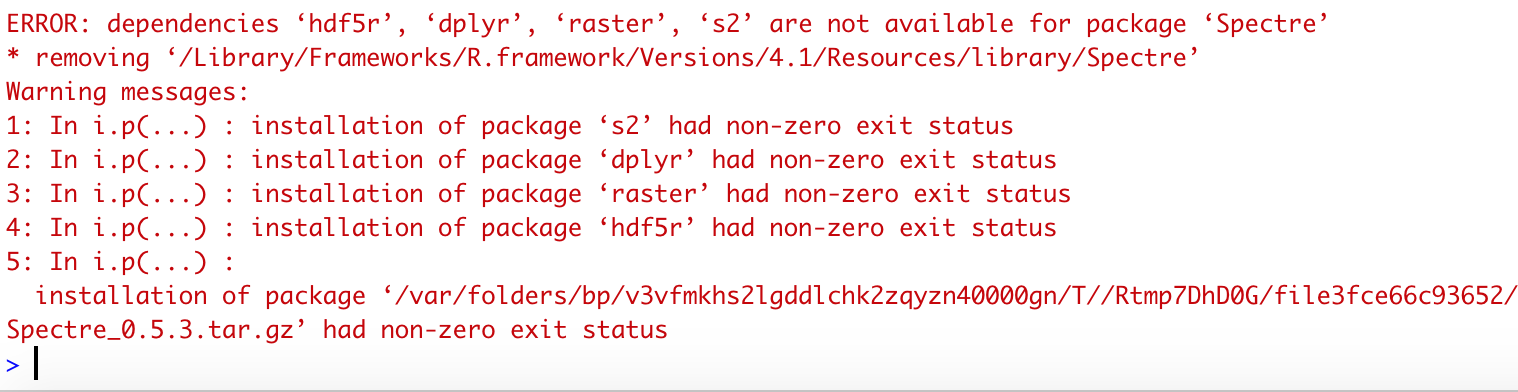 ERROR: dependencies ‘hdf5r’, ‘dplyr’, ‘raster’, ‘s2’ are not available for package ‘Spectre’
* removing ‘/Library/Frameworks/R.framework/Versions/4.1/Resources/library/Spectre’
Warning messages:
1: In i.p(...) : installation of package ‘s2’ had non-zero exit status
2: In i.p(...) : installation of package ‘dplyr’ had non-zero exit status
3: In i.p(...) : installation of package ‘raster’ had non-zero exit status
4: In i.p(...) : installation of package ‘hdf5r’ had non-zero exit status
5: In i.p(...) :
  installation of package ‘/var/folders/bp/v3vfmkhs2lgddlchk2zqyzn40000gn/T//Rtmp7DhD0G/file3fce66c93652/
Spectre_0.5.3.tar.gz’ had non-zero exit status
>